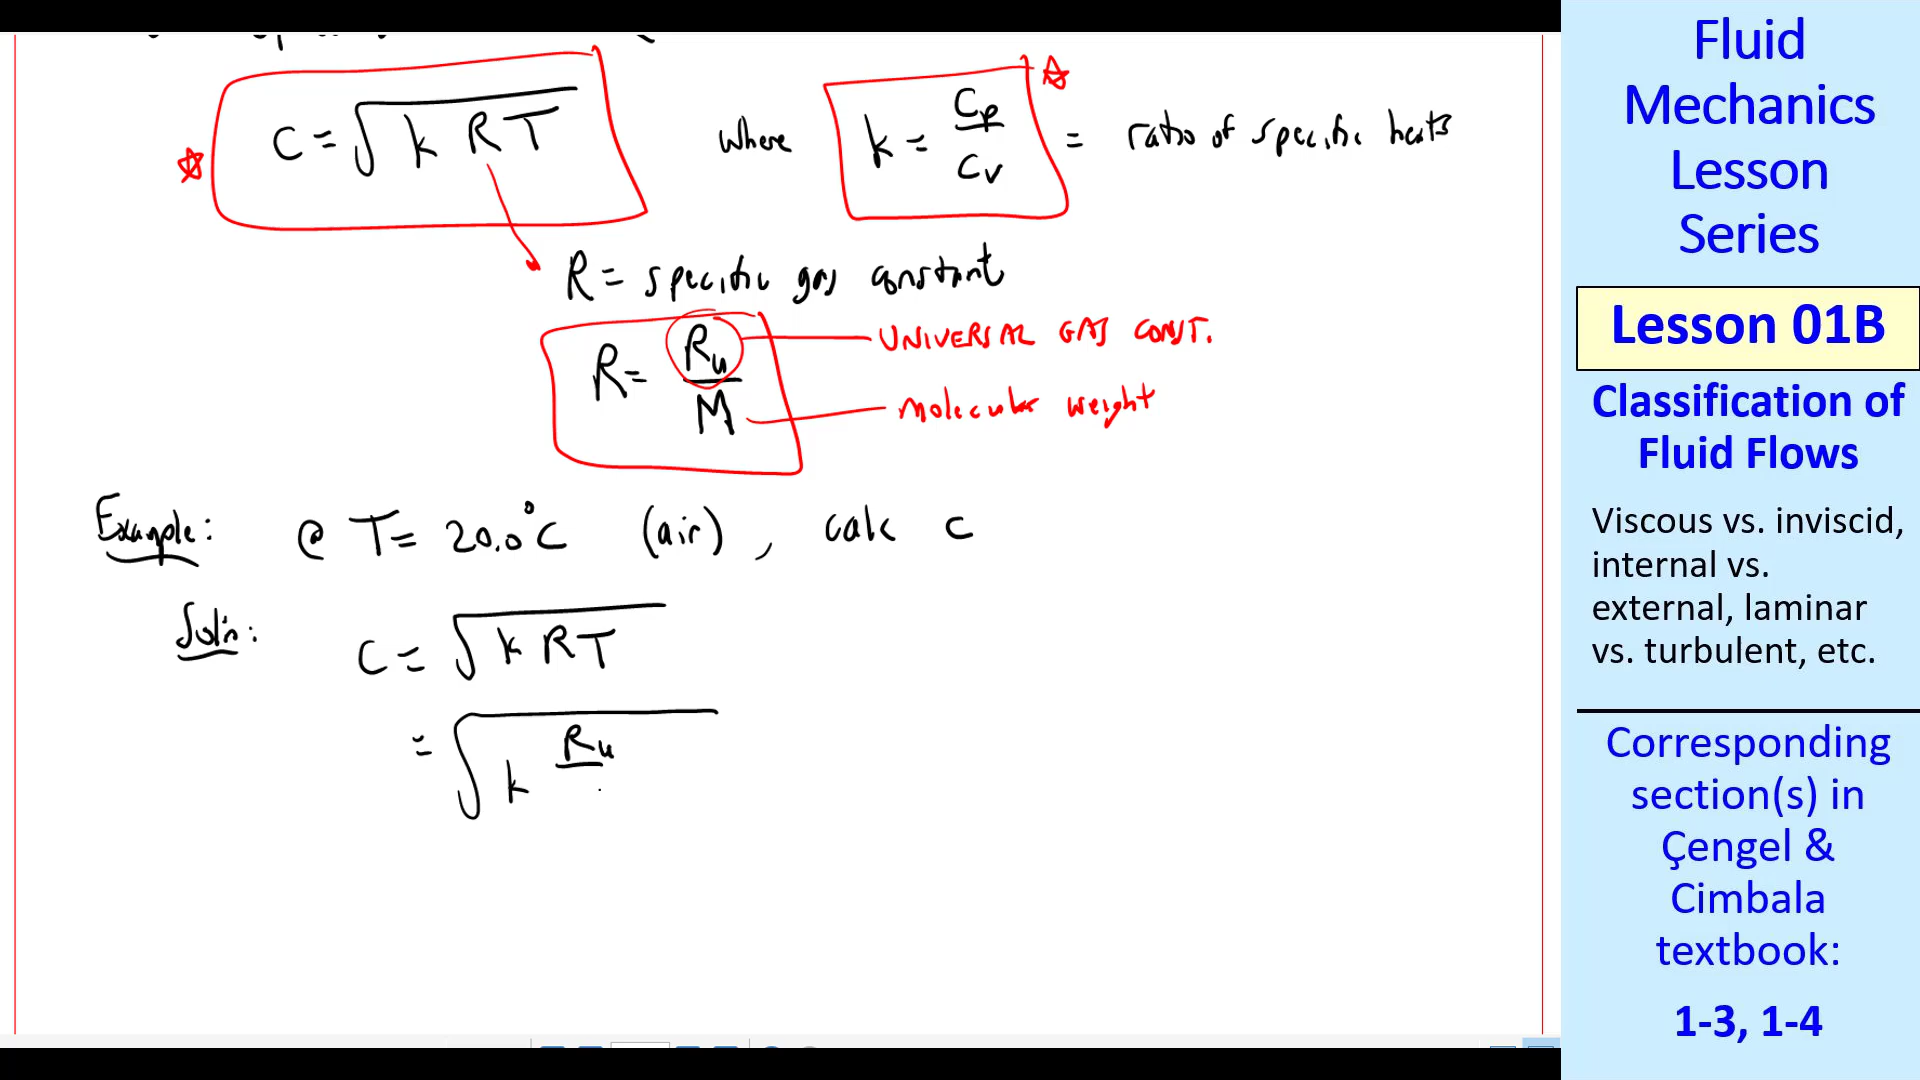 c = √k R T where k = Cp/Cv = ratio of specific heats
R = specific gas constant
R = Ru/M UNIVERSAL GAS CONST.
molecular weight
Example: @ T = 20.0°C (air), calc c
Sol'n: c = √k R T
= √k Ru
Fluid
Mechanics
Lesson
Series
Lesson 01B
Classification of
Fluid Flows
Viscous vs. inviscid,
internal vs.
external, laminar
vs. turbulent, etc.
Corresponding
section(s) in
Çengel &
Cimbala
textbook:
1-3, 1-4